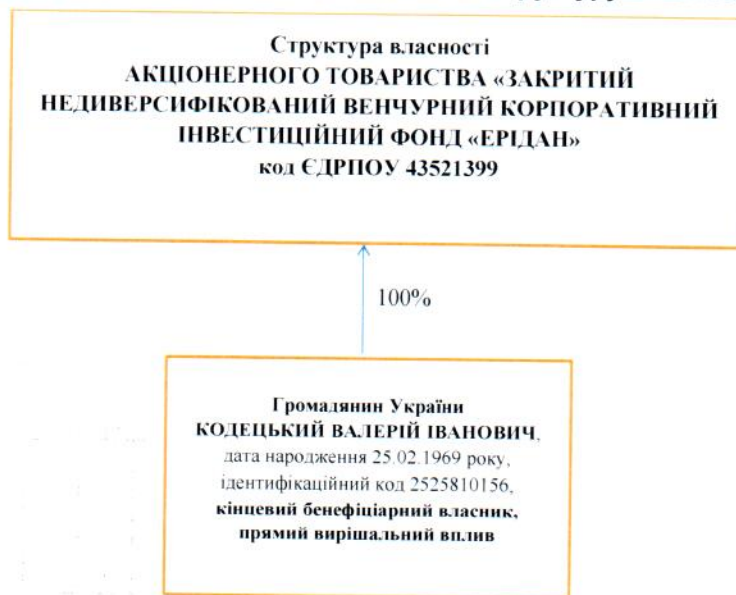 Структура власності
АКЦІОНЕРНОГО ТОВАРИСТВА «ЗАКРИТИЙ
НЕДИВЕРСИФІКОВАНИЙ ВЕНЧУРНИЙ КОРПОРАТИВНИЙ
ІНВЕСТИЦІЙНИЙ ФОНД «ЕРІДАН»
код ЄДРПОУ 43521399
100%
Громадянин України
КОДЕЦЬКИЙ ВАЛЕРІЙ ІВАНОВИЧ,
дата народження 25.02.1969 року,
ідентифікаційний код 2525810156,
кінцевий бенефіціарний власник,
прямий вирішальний вплив